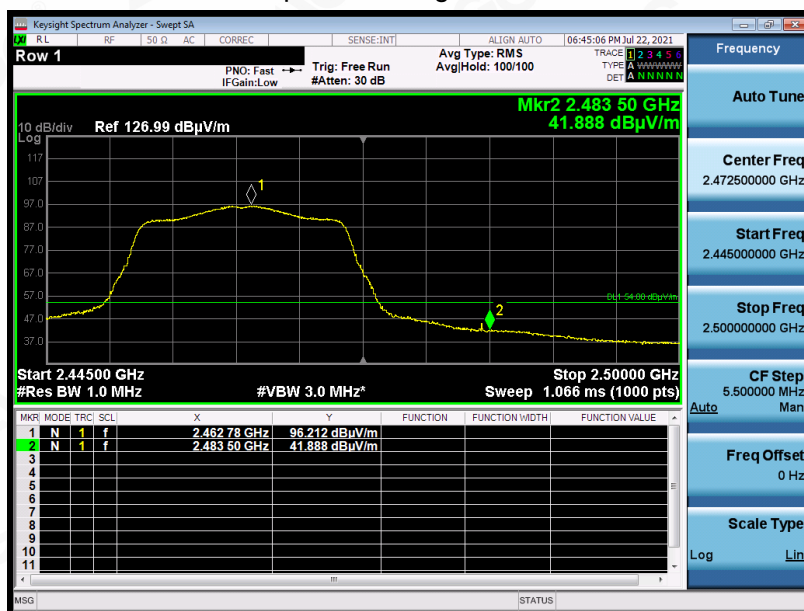 Keysight Spectrum Analyzer - Swept SA
LXI RL RF 50 Ω AC CORREC SENSE:INT ALIGN AUTO 06:45:06 PM Jul 22, 2021
Row 1
PNO: Fast
IFGain:Low
Trig: Free Run
#Atten: 30 dB
Avg Type: RMS
Avg|Hold: 100/100
TRACE 1 2 3 4 5 6
TYPE A WWWWW
DET A N N N N N
Mkr2 2.483 50 GHz
41.888 dBµV/m
10 dB/div Ref 126.99 dBµV/m
Log
117
107
97.0
87.0
77.0
67.0
57.0
47.0
37.0
1
2
DL1 54.00 dBµV/m
Start 2.44500 GHz Stop 2.50000 GHz
#Res BW 1.0 MHz #VBW 3.0 MHz* Sweep 1.066 ms (1000 pts)
MKR MODE TRC SCL X Y FUNCTION FUNCTION WIDTH FUNCTION VALUE
1 N 1 f 2.462 78 GHz 96.212 dBµV/m
2 N 1 f 2.483 50 GHz 41.888 dBµV/m
3
4
5
6
7
8
9
10
11
MSG STATUS
Frequency
Auto Tune
Center Freq
2.472500000 GHz
Start Freq
2.445000000 GHz
Stop Freq
2.500000000 GHz
CF Step
5.500000 MHz
Auto Man
Freq Offset
0 Hz
Scale Type
Log Lin